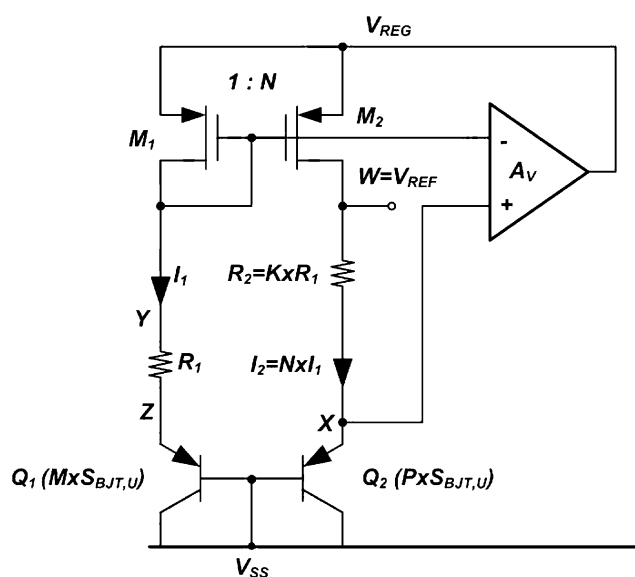 V_REG
1 : N
M_1
M_2
-
A_V
+
W=V_REF
I_1
R_2=KxR_1
Y
R_1
I_2=NxI_1
Z
X
Q_1 (MxS_BJT,U)
Q_2 (PxS_BJT,U)
V_SS